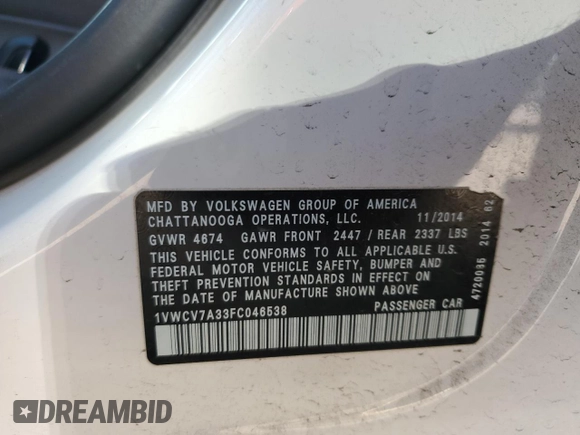 MFD BY VOLKSWAGEN GROUP OF AMERICA
CHATTANOOGA OPERATIONS, LLC. 11/2014
GVWR 4674 GAWR FRONT 2447 / REAR 2337 LBS
THIS VEHICLE CONFORMS TO ALL APPLICABLE U.S.
FEDERAL MOTOR VEHICLE SAFETY, BUMPER AND
THEFT PREVENTION STANDARDS IN EFFECT ON
THE DATE OF MANUFACTURE SHOWN ABOVE
1VWCV7A33FC046538 PASSENGER CAR
4720085 2014 82
DREAMBID